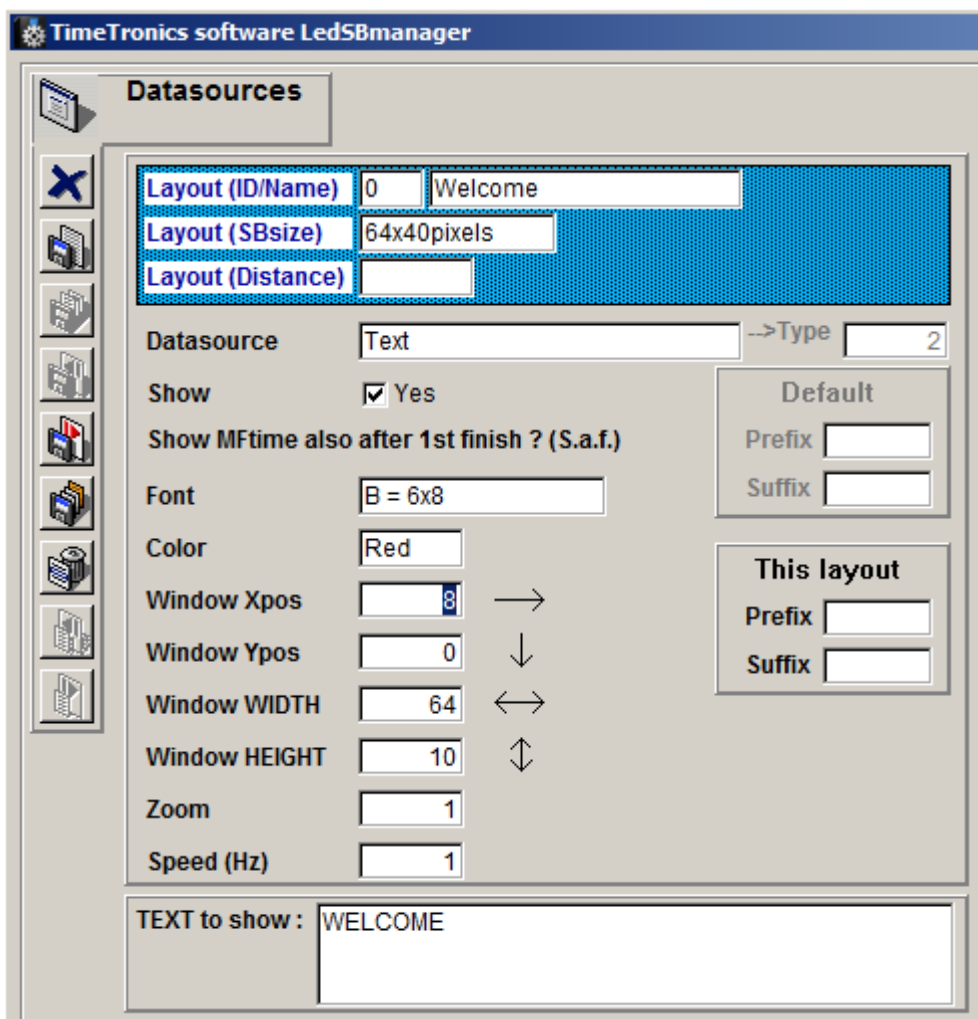 TimeTronics software LedSBmanager
Datasources
Layout (ID/Name) 0 Welcome
Layout (SBsize) 64x40pixels
Layout (Distance)
Datasource Text -->Type 2
Show Yes
Default
Show MFtime also after 1st finish ? (S.a.f.)
Prefix
Suffix
Font B = 6x8
Color Red
This layout
Window Xpos 8
Prefix
Window Ypos 0
Suffix
Window WIDTH 64
Window HEIGHT 10
Zoom 1
Speed (Hz) 1
TEXT to show : WELCOME